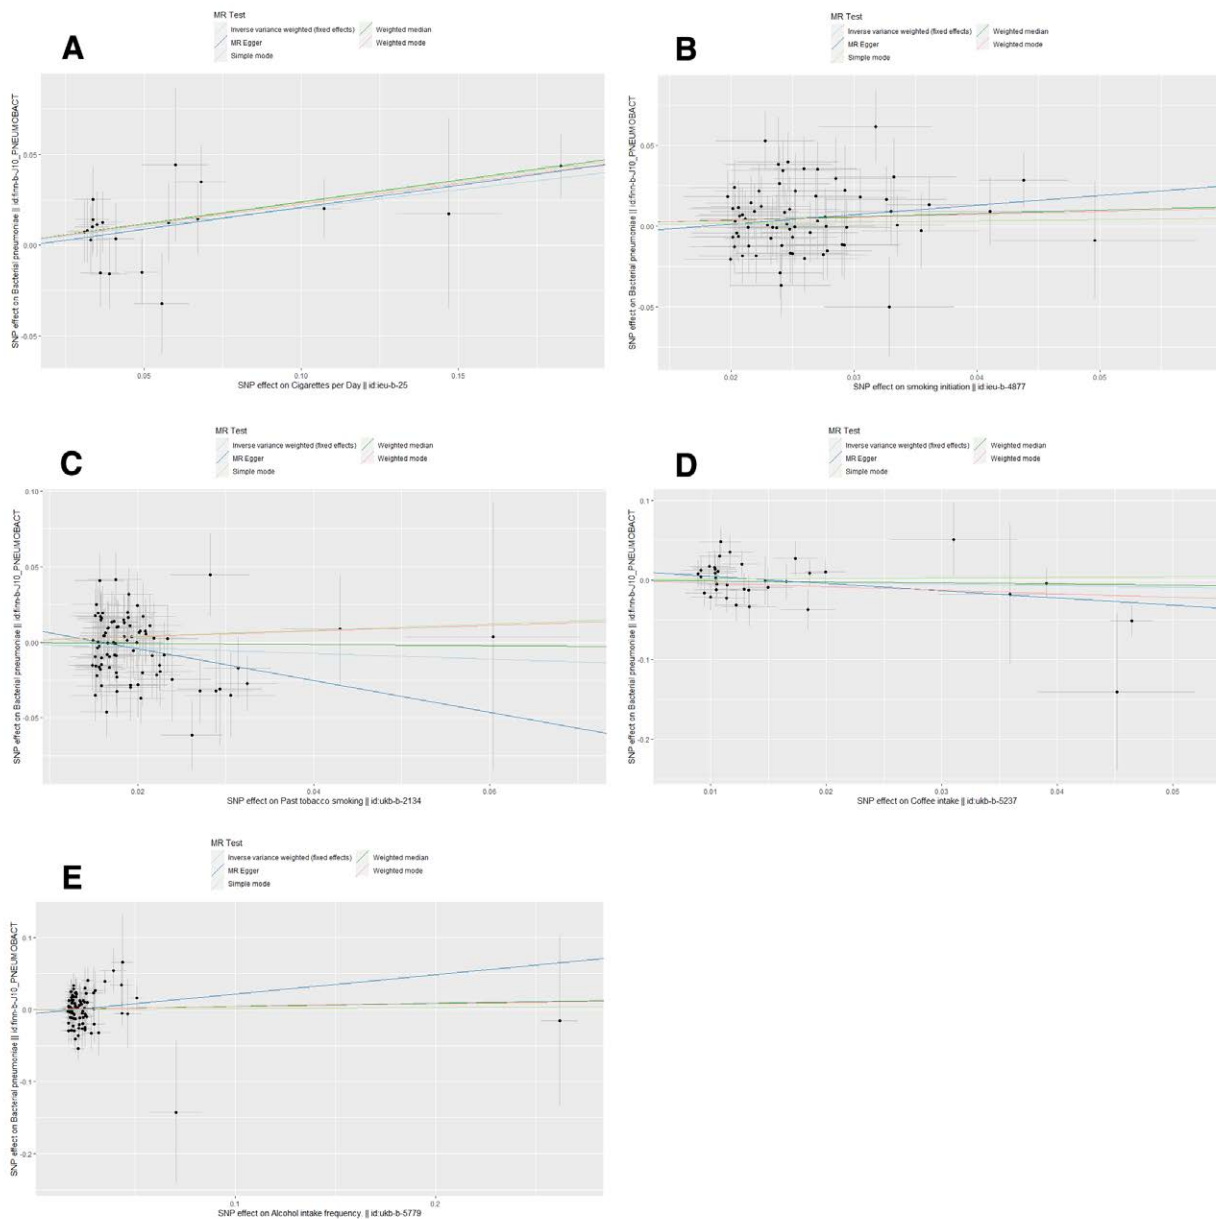 A
MR Test
Inverse variance weighted (fixed effects)
Weighted median
MR Egger
Weighted mode
Simple mode
SNP effect on Bacterial pneumoniae || id:finn-b-J10_PNEUMOBACT
0.05
0.00
-0.05
0.05
0.10
0.15
SNP effect on Cigarettes per Day || id:ieu-b-25
B
MR Test
Inverse variance weighted (fixed effects)
Weighted median
MR Egger
Weighted mode
Simple mode
SNP effect on Bacterial pneumoniae || id:finn-b-J10_PNEUMOBACT
0.05
0.00
-0.05
0.02
0.03
0.04
0.05
SNP effect on smoking initiation || id:ieu-b-4877
C
MR Test
Inverse variance weighted (fixed effects)
Weighted median
MR Egger
Weighted mode
Simple mode
SNP effect on Bacterial pneumoniae || id:finn-b-J10_PNEUMOBACT
0.10
0.05
0.00
-0.05
0.02
0.04
0.06
SNP effect on Past tobacco smoking || id:ukb-b-2134
D
MR Test
Inverse variance weighted (fixed effects)
Weighted median
MR Egger
Weighted mode
Simple mode
SNP effect on Bacterial pneumoniae || id:finn-b-J10_PNEUMOBACT
0.1
0.0
-0.1
-0.2
0.01
0.02
0.03
0.04
0.05
SNP effect on Coffee intake || id:ukb-b-5237
E
MR Test
Inverse variance weighted (fixed effects)
Weighted median
MR Egger
Weighted mode
Simple mode
SNP effect on Bacterial pneumoniae || id:finn-b-J10_PNEUMOBACT
0.1
0.0
-0.1
-0.2
0.1
0.2
SNP effect on Alcohol intake frequency. || id:ukb-b-5779